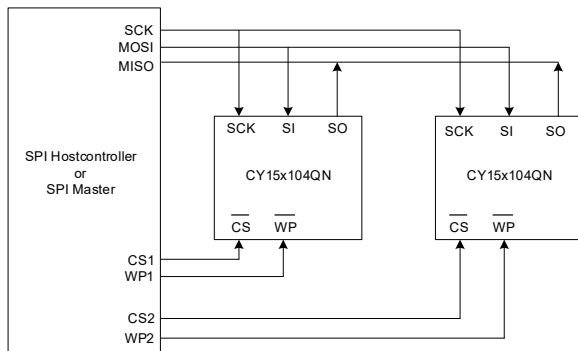 SCK
MOSI
MISO
SPI Hostcontroller
or
SPI Master
CS1
WP1
CS2
WP2
SCK SI SO
CY15x104QN
CS WP
SCK SI SO
CY15x104QN
CS WP